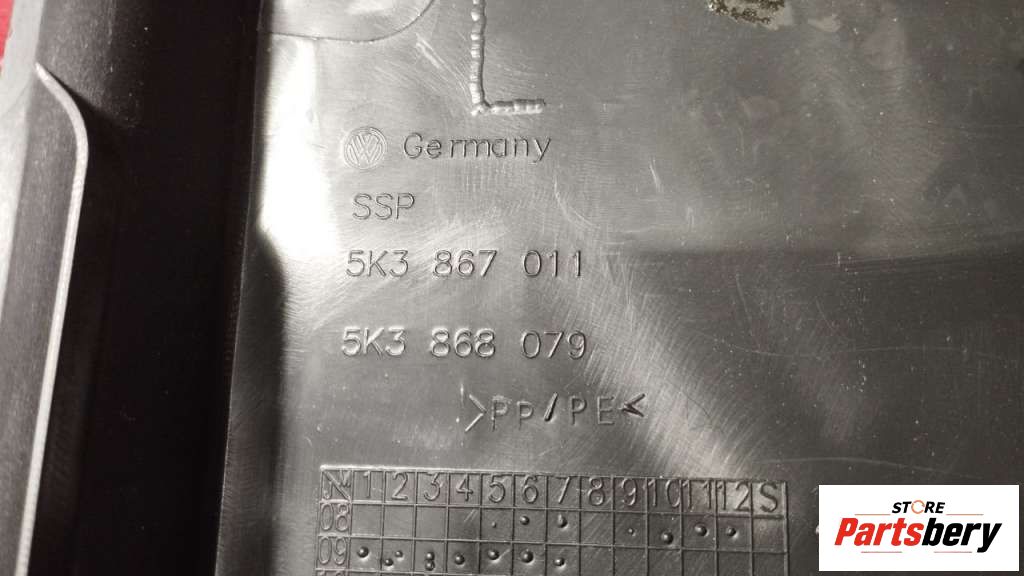 Germany
SSP
5K3 867 011
5K3 868 079
>PP/PE<
1 2 3 4 5 6 7 8 9 10 11 12 S
08
09
STORE
Partsbery